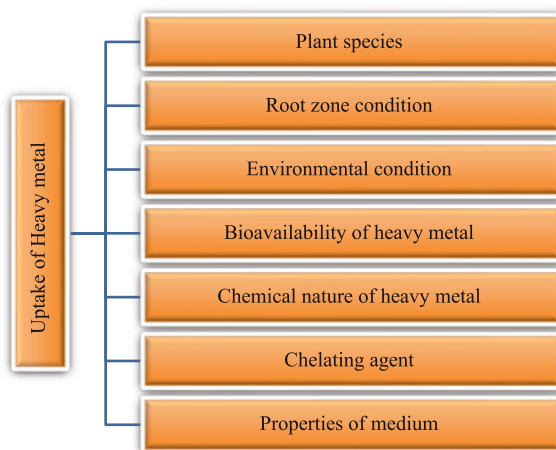 Uptake of Heavy metal
Plant species
Root zone condition
Environmental condition
Bioavailability of heavy metal
Chemical nature of heavy metal
Chelating agent
Properties of medium